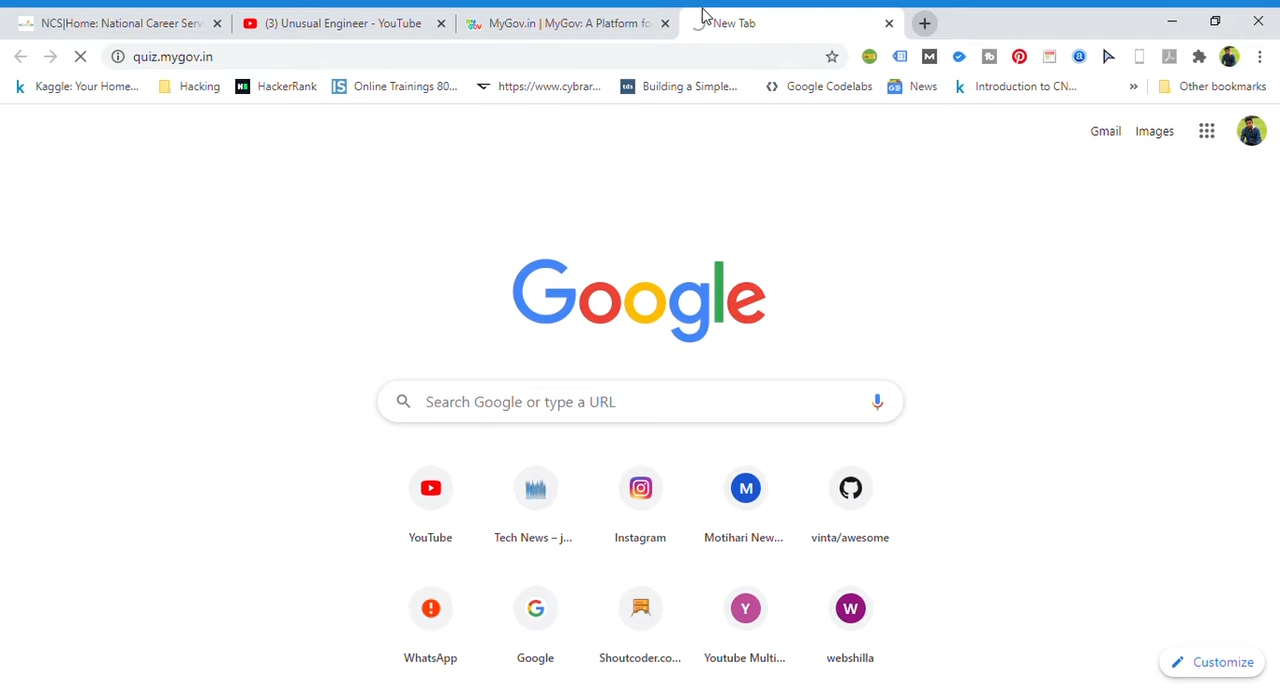 NCS|Home: National Career Serv
(3) Unusual Engineer - YouTube
MyGov.in | MyGov: A Platform fo
New Tab
quiz.mygov.in
Kaggle: Your Home...
Hacking
HackerRank
Online Trainings 80...
https://www.cybrar...
Building a Simple...
Google Codelabs
News
Introduction to CN...
»
Other bookmarks
Gmail
Images
Google
Search Google or type a URL
YouTube
Tech News – j...
Instagram
M
Motihari New...
vinta/awesome
WhatsApp
Google
Shoutcoder.co...
Y
Youtube Multi...
W
webshilla
Customize